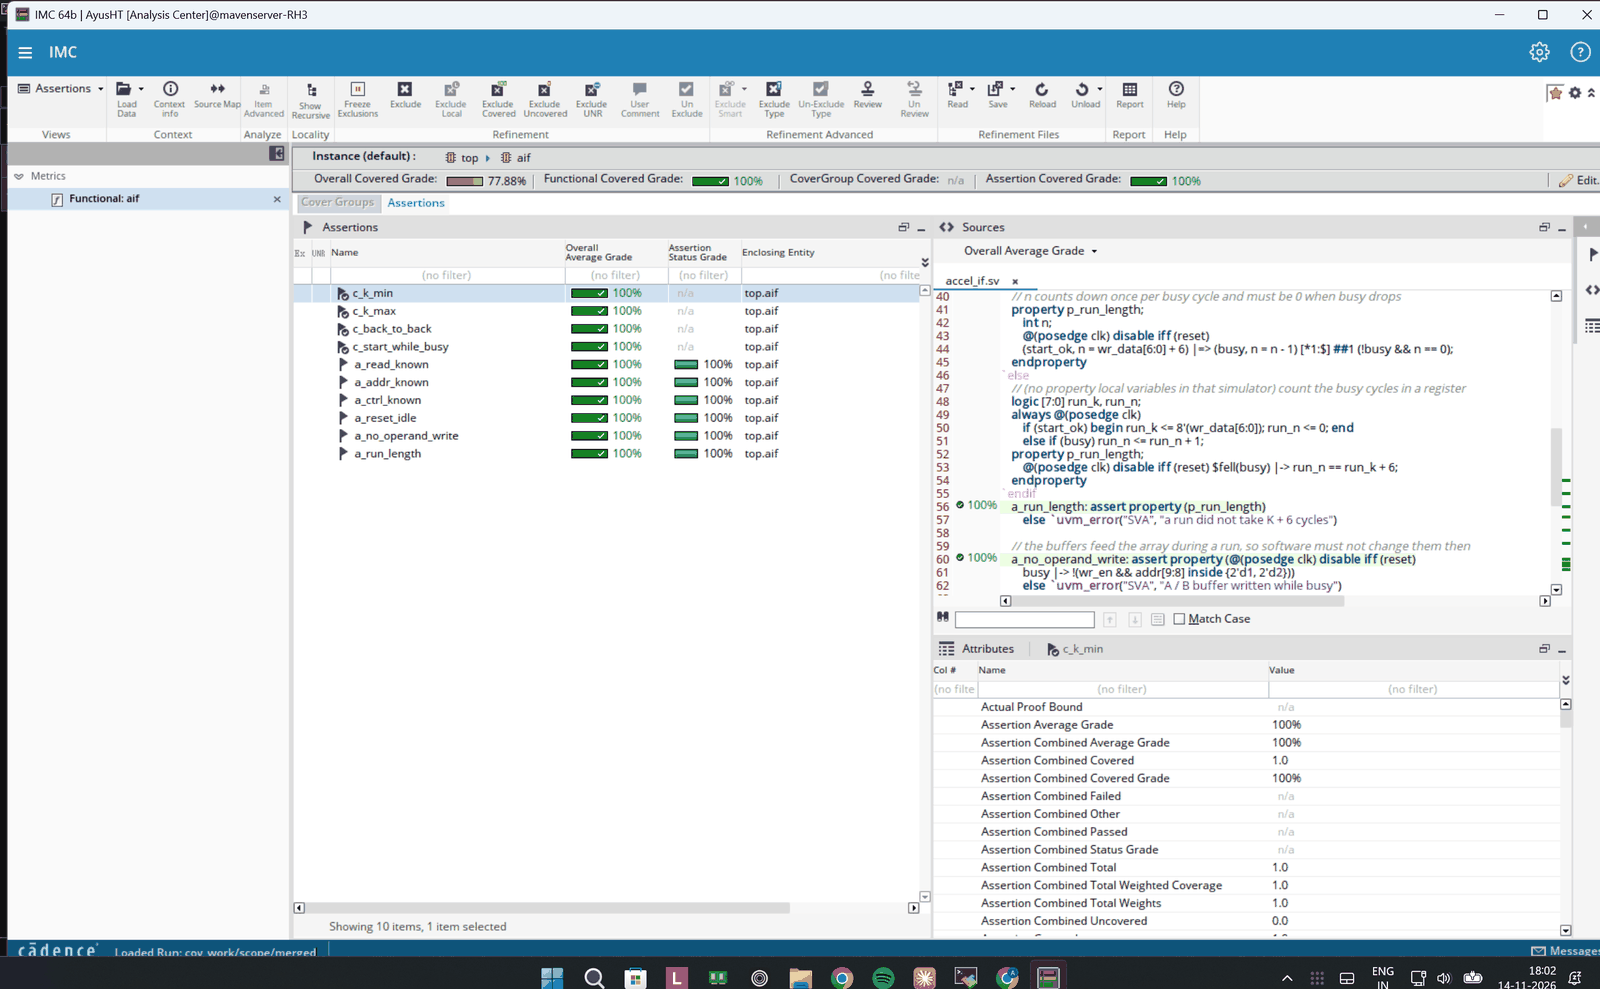 IMC 64b | AyusHT [Analysis Center]@mavenserver-RH3
IMC
Assertions
Load Data
Context info
Source Map
Item Advanced
Show Recursive
Freeze Exclusions
Exclude
Exclude Local
Exclude Covered
Exclude Uncovered
Exclude UNR
User Comment
Un Exclude
Exclude Smart
Exclude Type
Un-Exclude Type
Review
Un Review
Read
Save
Reload
Unload
Report
Help
Views
Context
Analyze
Locality
Refinement
Refinement Advanced
Refinement Files
Report
Help
Metrics
Functional: aif
Instance (default) : top aif
Overall Covered Grade: 77.88% Functional Covered Grade: 100% CoverGroup Covered Grade: n/a Assertion Covered Grade: 100% Edit.
Cover Groups Assertions
Assertions
Ex UNR Name Overall Average Grade Assertion Status Grade Enclosing Entity
(no filter) (no filter) (no filter) (no filte
c_k_min 100% n/a top.aif
c_k_max 100% n/a top.aif
c_back_to_back 100% n/a top.aif
c_start_while_busy 100% n/a top.aif
a_read_known 100% 100% top.aif
a_addr_known 100% 100% top.aif
a_ctrl_known 100% 100% top.aif
a_reset_idle 100% 100% top.aif
a_no_operand_write 100% 100% top.aif
a_run_length 100% 100% top.aif
Showing 10 items, 1 item selected
Sources
Overall Average Grade
accel_if.sv
40 // n counts down once per busy cycle and must be 0 when busy drops
41 property p_run_length;
42 int n;
43 @(posedge clk) disable iff (reset)
44 (start_ok, n = wr_data[6:0] + 6) |=> (busy, n = n - 1) [*1:$] ##1 (!busy && n == 0);
45 endproperty
46 `else
47 // (no property local variables in that simulator) count the busy cycles in a register
48 logic [7:0] run_k, run_n;
49 always @(posedge clk)
50 if (start_ok) begin run_k <= 8'(wr_data[6:0]); run_n <= 0; end
51 else if (busy) run_n <= run_n + 1;
52 property p_run_length;
53 @(posedge clk) disable iff (reset) $fell(busy) |-> run_n == run_k + 6;
54 endproperty
55 `endif
56 100% a_run_length: assert property (p_run_length)
57 else `uvm_error("SVA", "a run did not take K + 6 cycles")
58
59 // the buffers feed the array during a run, so software must not change them then
60 100% a_no_operand_write: assert property (@(posedge clk) disable iff (reset)
61 busy |-> !(wr_en && addr[9:8] inside {2'd1, 2'd2}))
62 else `uvm_error("SVA", "A / B buffer written while busy")
Match Case
Attributes c_k_min
Col # Name Value
(no filte (no filter) (no filter)
Actual Proof Bound n/a
Assertion Average Grade 100%
Assertion Combined Average Grade 100%
Assertion Combined Covered 1.0
Assertion Combined Covered Grade 100%
Assertion Combined Failed n/a
Assertion Combined Other n/a
Assertion Combined Passed n/a
Assertion Combined Status Grade n/a
Assertion Combined Total 1.0
Assertion Combined Total Weighted Coverage 1.0
Assertion Combined Total Weights 1.0
Assertion Combined Uncovered 0.0
cādence Loaded Run: cov_work/scope/merged Messages
ENG
IN
18:02
14-11-2026